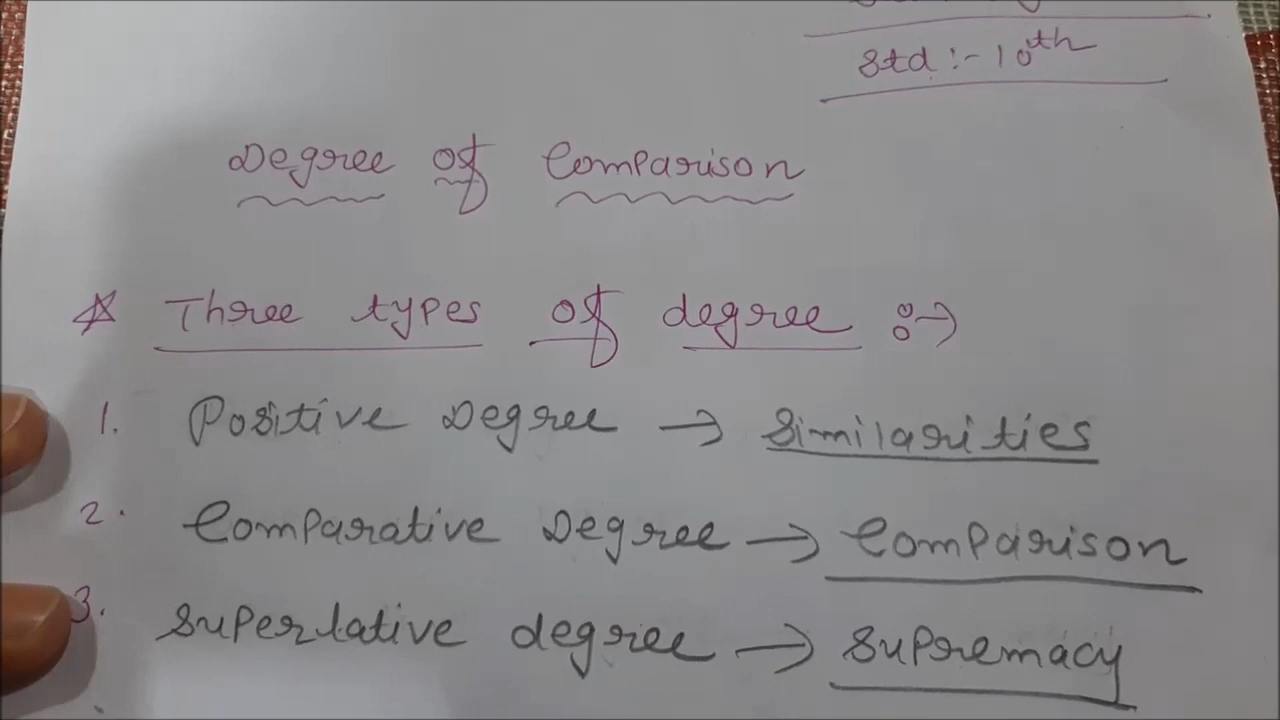 Std :- 10th
Degree of Comparison
☆ Three types of degree :→
1. Positive Degree → Similarities
2. Comparative Degree → Comparison
3. Superlative degree → Supremacy